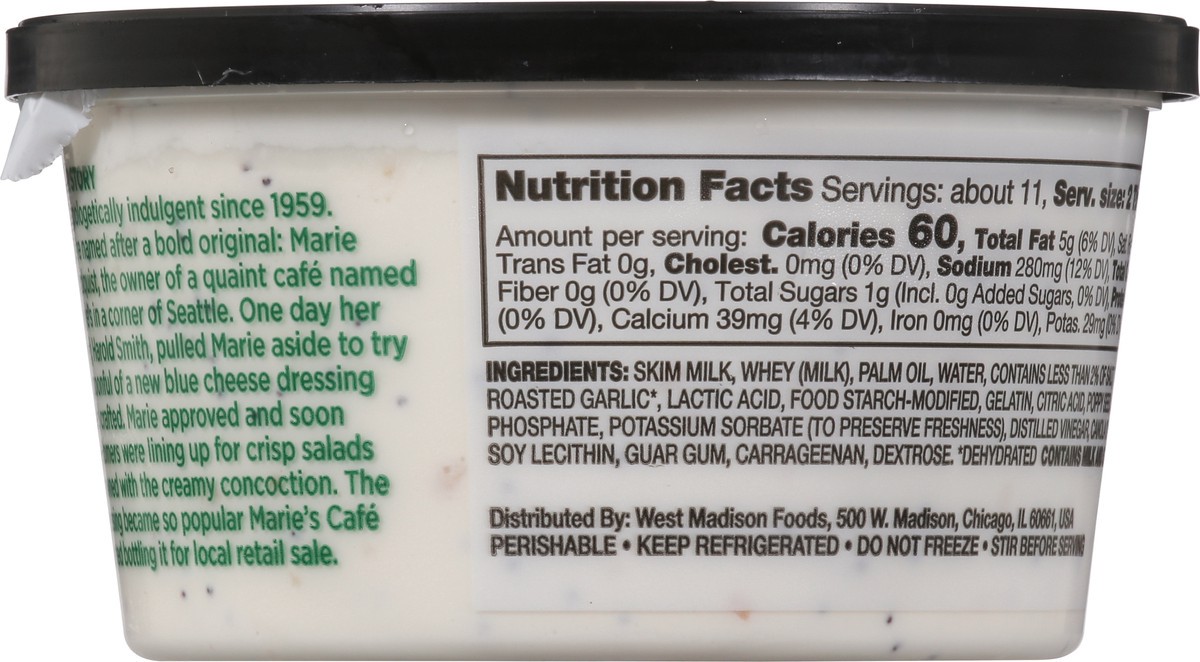 STORY
indulgent since 1959.
named after a bold original: Marie
the owner of a quaint café named
in a corner of Seattle. One day her
Harold Smith, pulled Marie aside to try
of a new blue cheese dressing
Marie approved and soon
were lining up for crisp salads
with the creamy concoction. The
became so popular Marie's Café
bottling it for local retail sale.
Nutrition Facts Servings: about 11, Serv. size: 2
Amount per serving: Calories 60, Total Fat 5g (6% DV), Sat.
Trans Fat 0g, Cholest. 0mg (0% DV), Sodium 280mg (12% DV),
Fiber 0g (0% DV), Total Sugars 1g (Incl. 0g Added Sugars, 0% DV),
(0% DV), Calcium 39mg (4% DV), Iron 0mg (0% DV), Potas. 29mg
INGREDIENTS: SKIM MILK, WHEY (MILK), PALM OIL, WATER, CONTAINS LESS THAN 2% OF
ROASTED GARLIC*, LACTIC ACID, FOOD STARCH-MODIFIED, GELATIN, CITRIC ACID, POPPY
PHOSPHATE, POTASSIUM SORBATE (TO PRESERVE FRESHNESS), DISTILLED VINEGAR,
SOY LECITHIN, GUAR GUM, CARRAGEENAN, DEXTROSE. *DEHYDRATED CONTAINS MILK
Distributed By: West Madison Foods, 500 W. Madison, Chicago, IL 60661, USA
PERISHABLE • KEEP REFRIGERATED • DO NOT FREEZE • STIR BEFORE SERVING